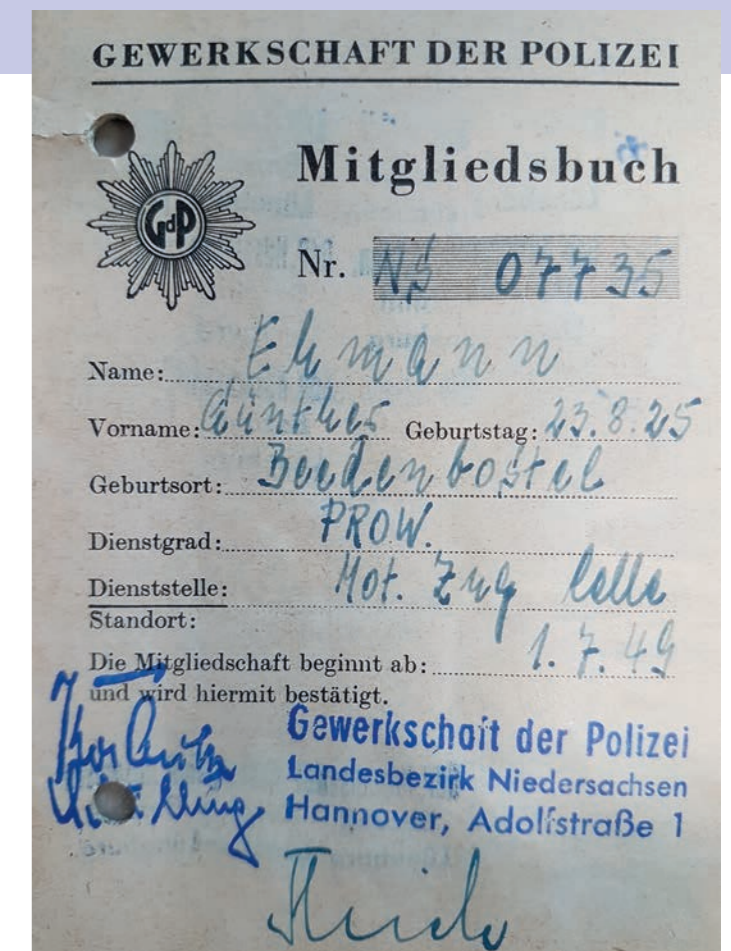 GEWERKSCHAFT DER POLIZEI
Mitgliedsbuch
GdP
Nr. NS 07735
Name: Ehmann
Vorname: Günther Geburtstag: 23.8.25
Geburtsort: Beedenbostel
Dienstgrad: PROW.
Dienststelle: Mot. Zug Celle
Standort:
Die Mitgliedschaft beginnt ab: 1.7.49
und wird hiermit bestätigt.
Gewerkschaft der Polizei
Landesbezirk Niedersachsen
Hannover, Adolfstraße 1